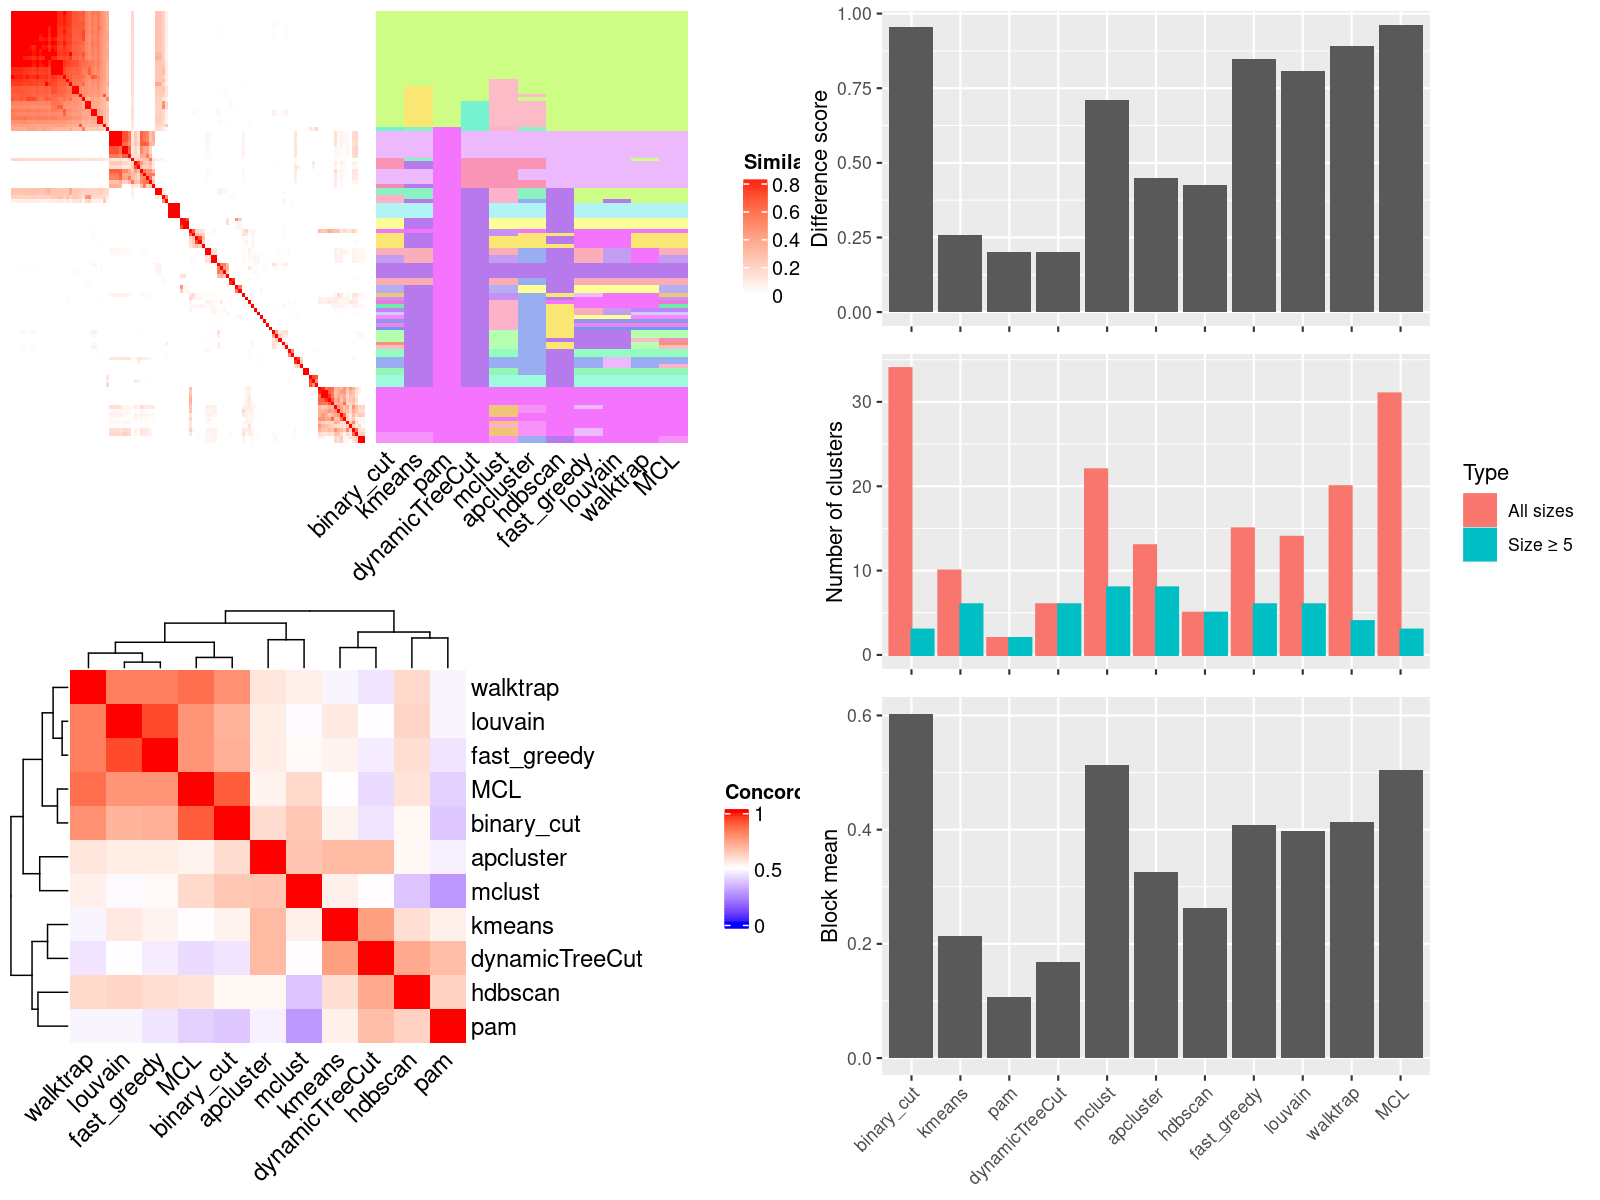 Simila
0.8
0.6
0.4
0.2
0
binary_cut
kmeans
pam
dynamicTreeCut
mclust
apcluster
hdbscan
fast_greedy
louvain
walktrap
MCL
walktrap
louvain
fast_greedy
MCL
binary_cut
apcluster
mclust
kmeans
dynamicTreeCut
hdbscan
pam
walktrap
louvain
fast_greedy
MCL
binary_cut
apcluster
mclust
kmeans
dynamicTreeCut
hdbscan
pam
Concord
1
0.5
0
Difference score
1.00
0.75
0.50
0.25
0.00
Number of clusters
30
20
10
0
Type
All sizes
Size ≥ 5
Block mean
0.6
0.4
0.2
0.0
binary_cut
kmeans
pam
dynamicTreeCut
mclust
apcluster
hdbscan
fast_greedy
louvain
walktrap
MCL